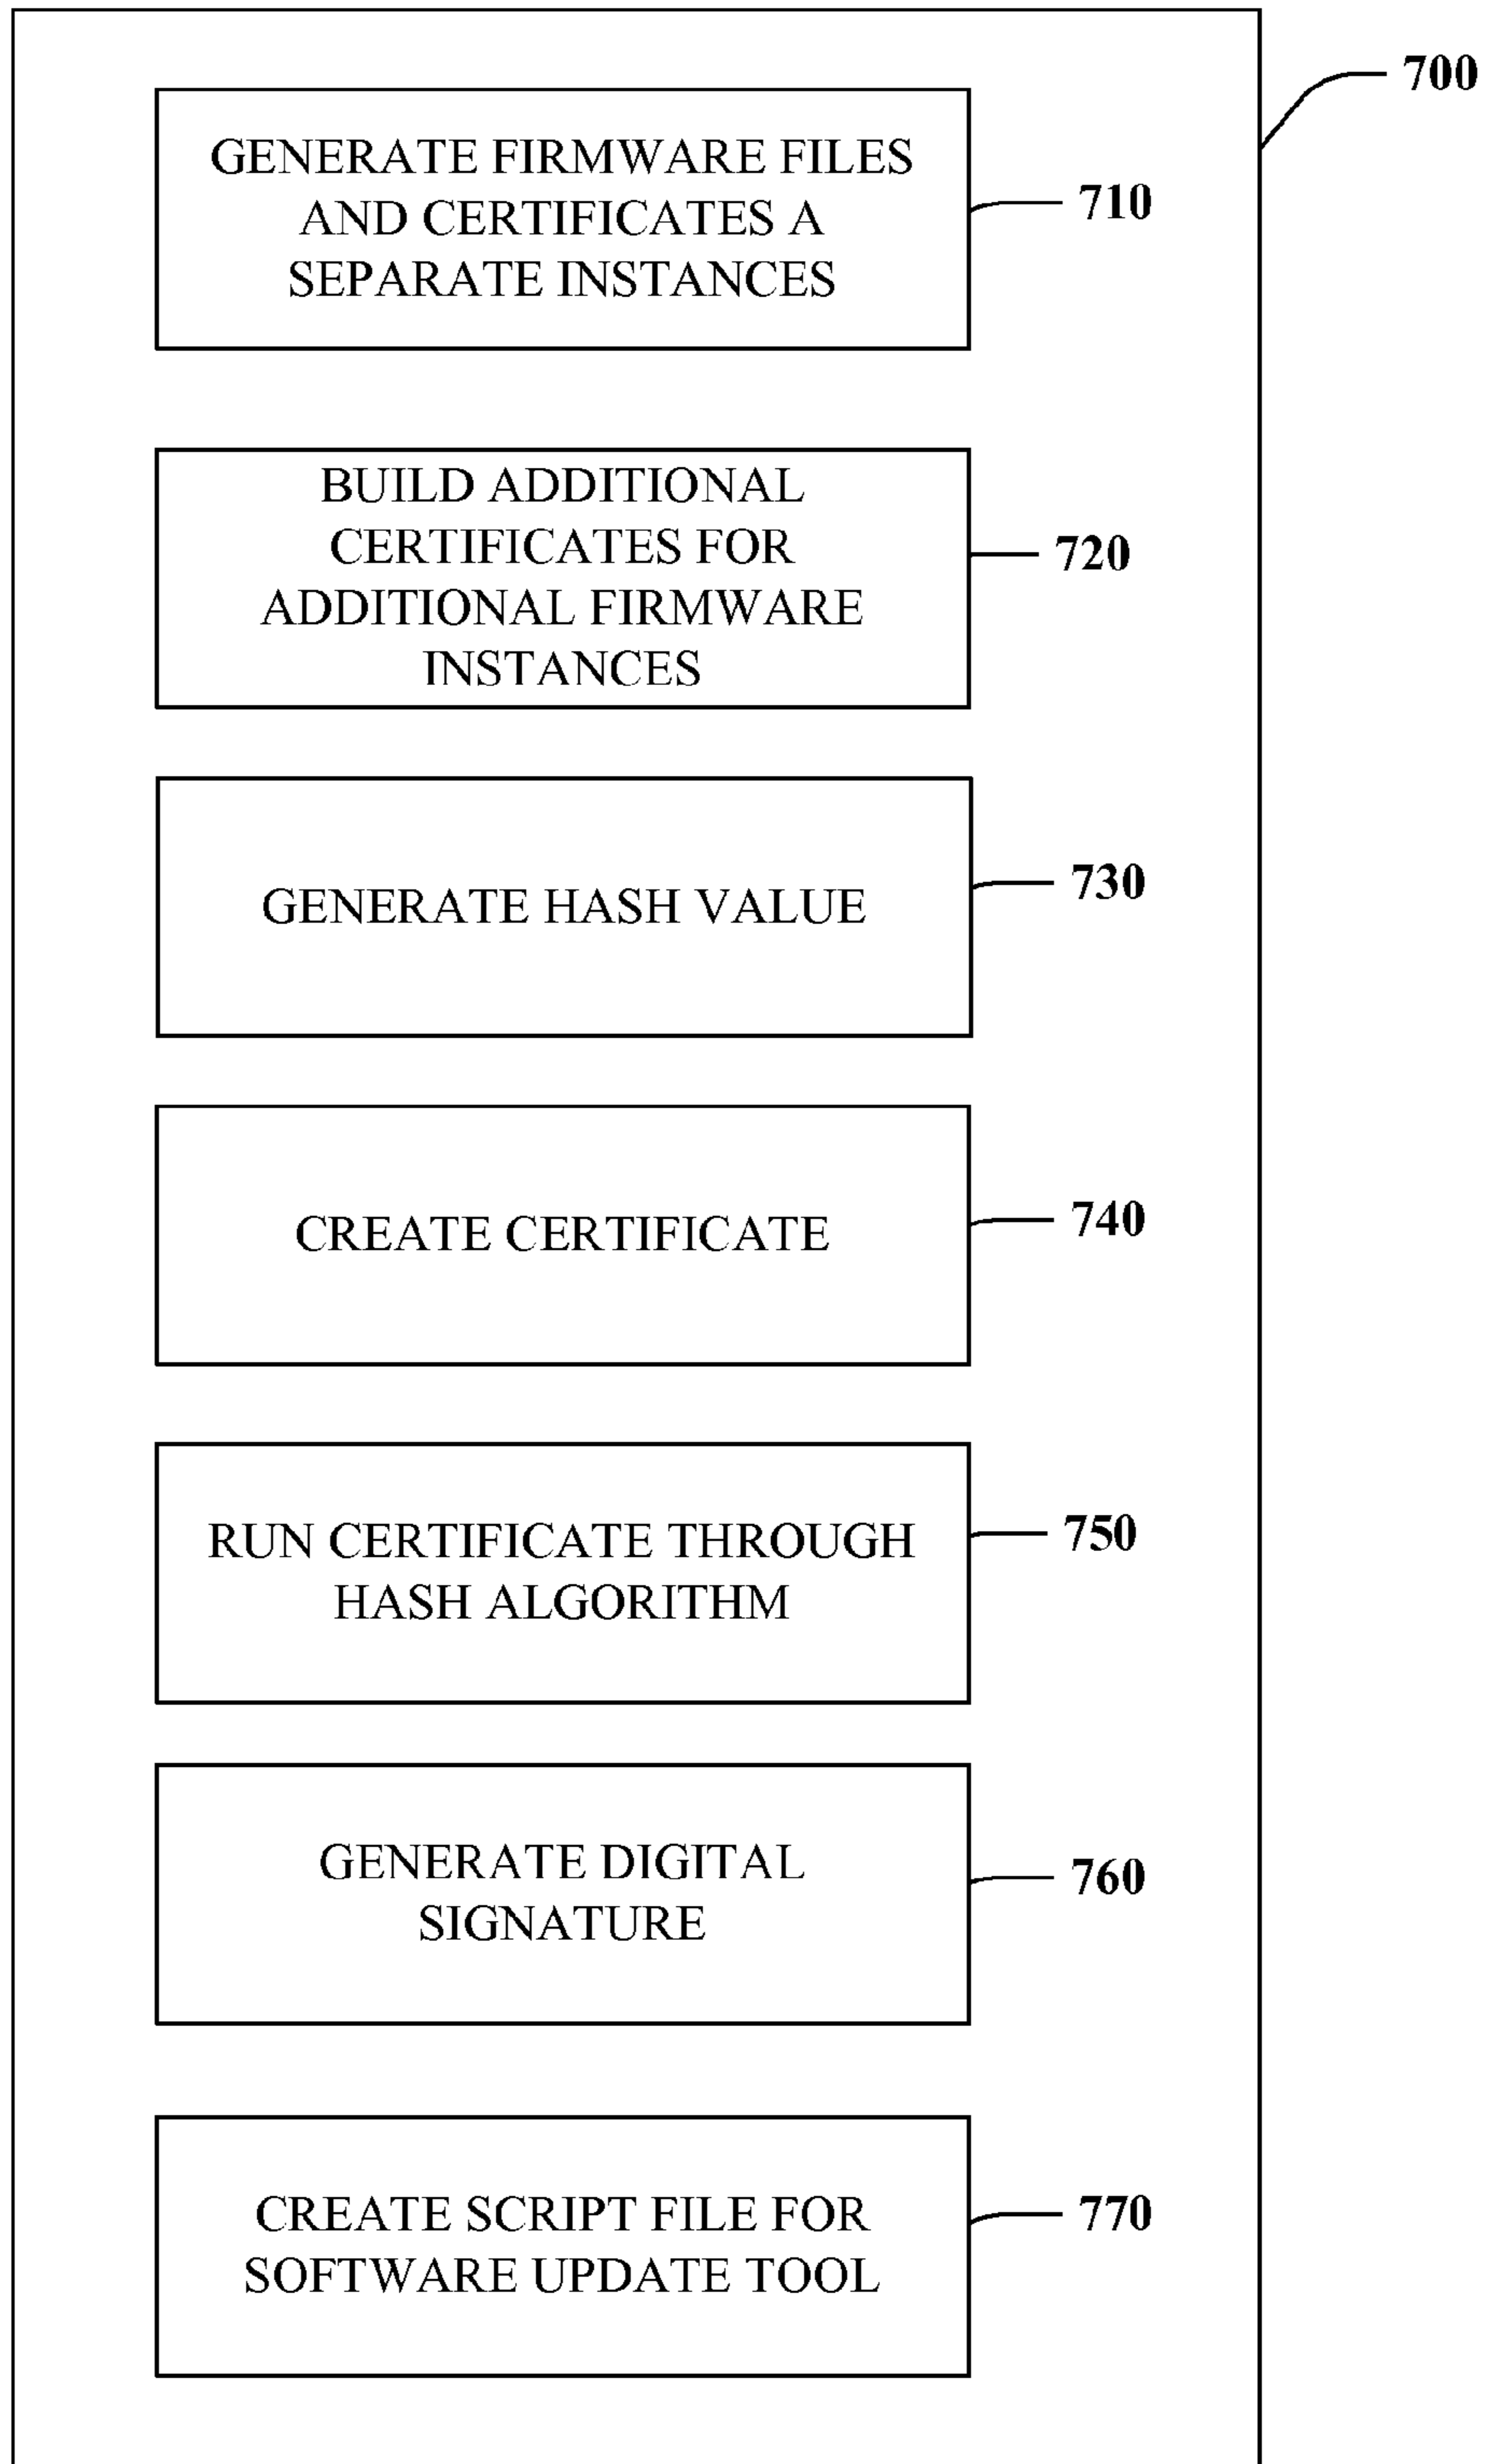 700
GENERATE FIRMWARE FILES
AND CERTIFICATES A
SEPARATE INSTANCES
710
BUILD ADDITIONAL
CERTIFICATES FOR
ADDITIONAL FIRMWARE
INSTANCES
720
GENERATE HASH VALUE
730
CREATE CERTIFICATE
740
RUN CERTIFICATE THROUGH
HASH ALGORITHM
750
GENERATE DIGITAL
SIGNATURE
760
CREATE SCRIPT FILE FOR
SOFTWARE UPDATE TOOL
770